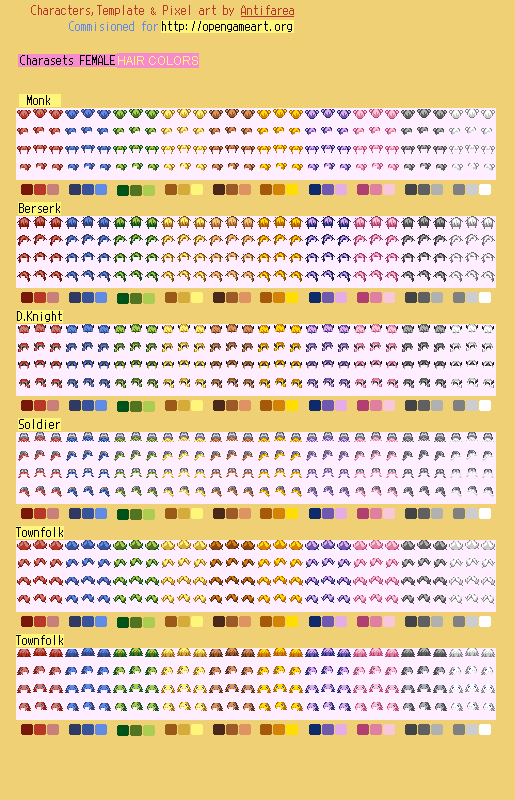 Characters,Template & Pixel art by Antifarea
Commisioned for http://opengameart.org
Charasets FEMALE HAIR COLORS
Monk
Berserk
D.Knight
Soldier
Townfolk
Townfolk